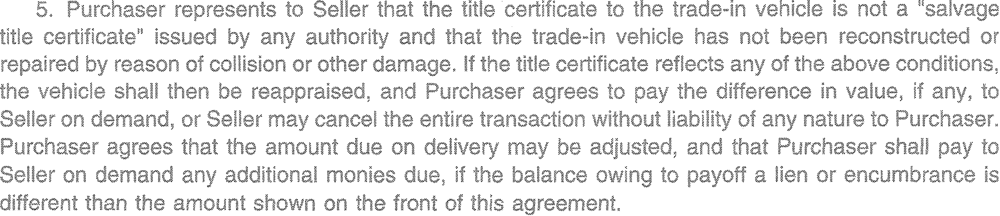 5. Purchaser represents to Seller that the title certificate to the trade-in vehicle is not a "salvage
title certificate" issued by any authority and that the trade-in vehicle has not been reconstructed or
repaired by reason of collision or other damage. If the title certificate reflects any of the above conditions,
the vehicle shall then be reappraised, and Purchaser agrees to pay the difference in value, if any, to
Seller on demand, or Seller may cancel the entire transaction without liability of any nature to Purchaser.
Purchaser agrees that the amount due on delivery may be adjusted, and that Purchaser shall pay to
Seller on demand any additional monies due, if the balance owing to payoff a lien or encumbrance is
different than the amount shown on the front of this agreement.